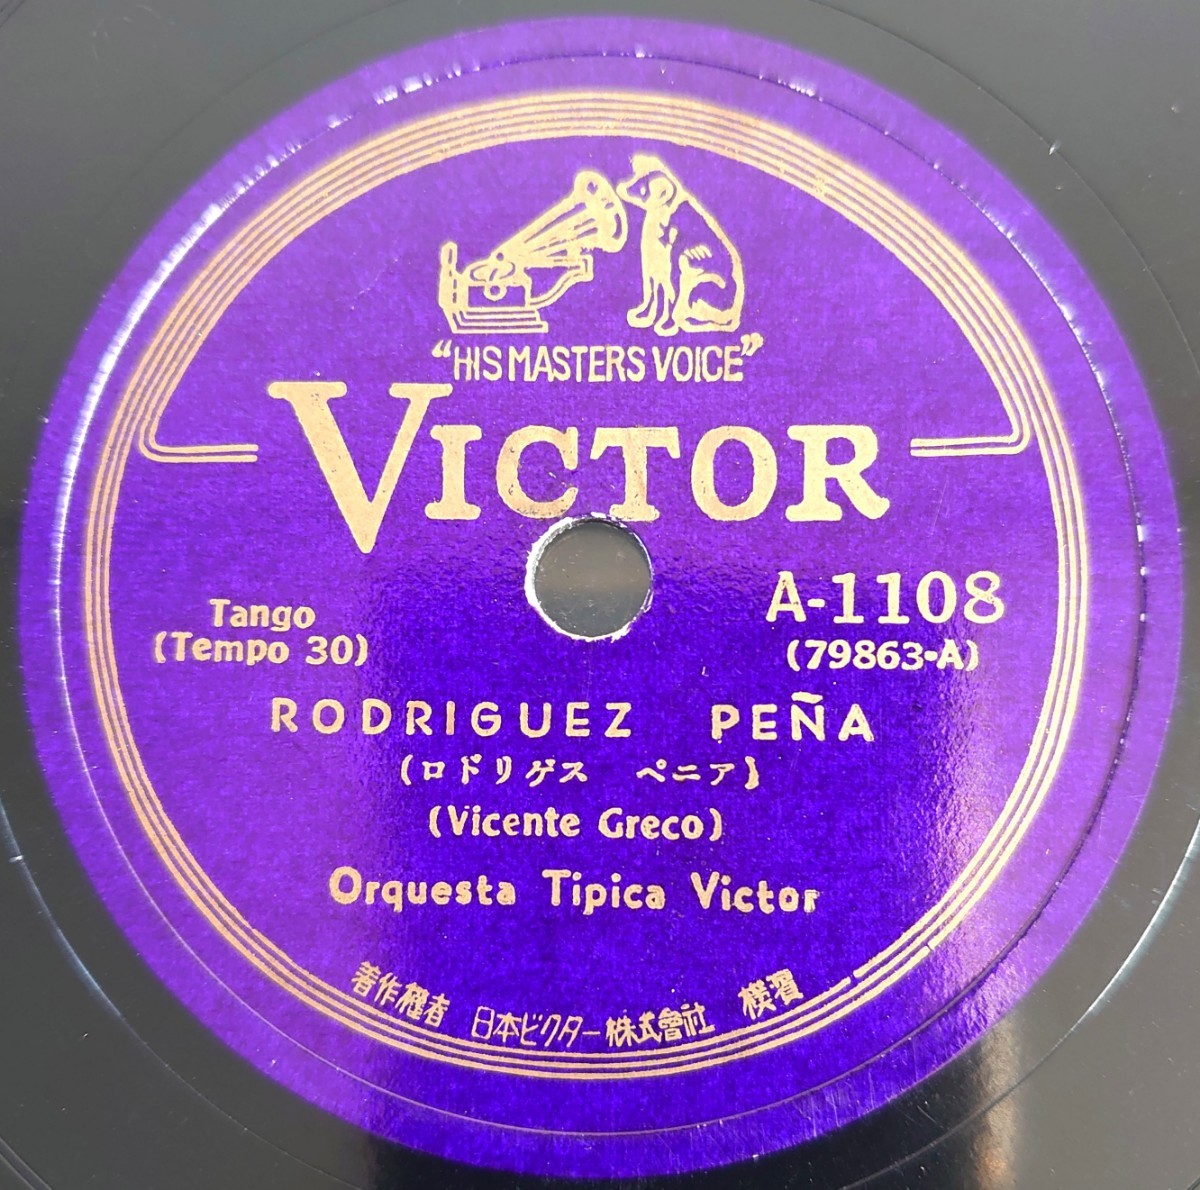 “HIS MASTERS VOICE”
VICTOR
Tango
(Tempo 30)
A-1108
(79863-A)
RODRIGUEZ PEÑA
(ロドリゲス ペニア)
(Vicente Greco)
Orquesta Tipica Victor
著作権者 日本ビクター株式會社 横濱